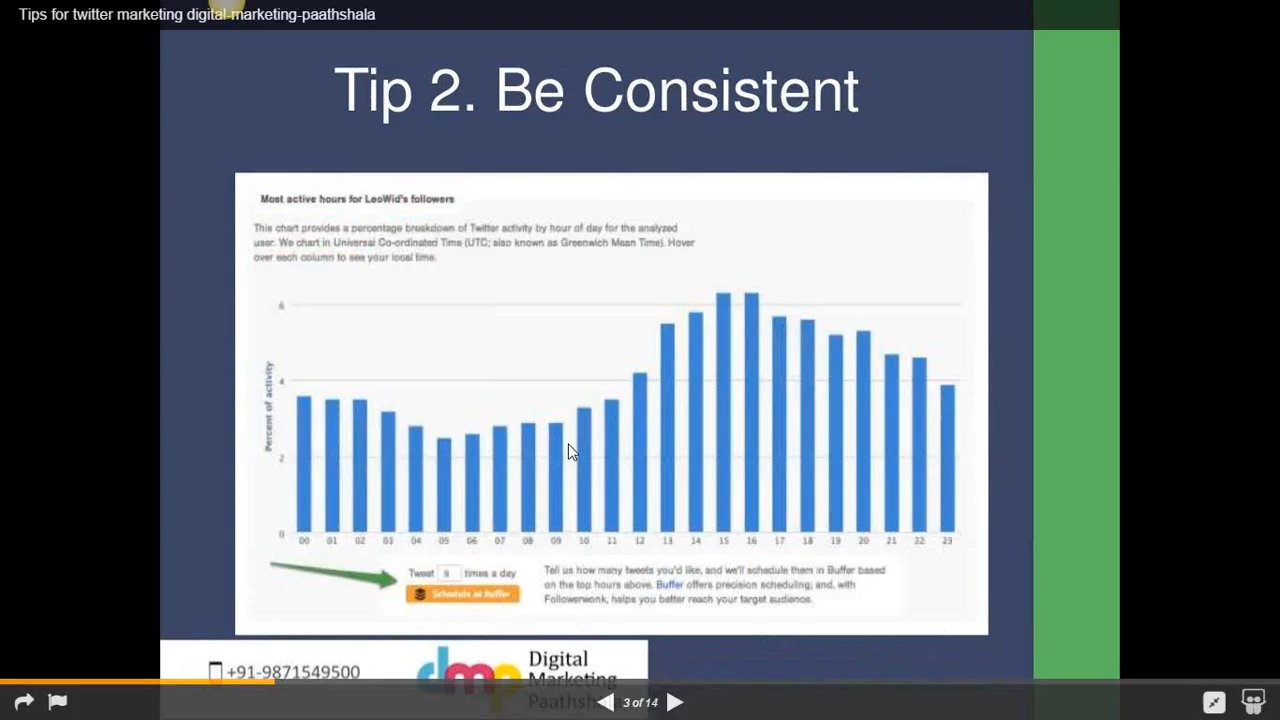 Tips for twitter marketing digital-marketing-paathshala
Tip 2. Be Consistent
Most active hours for LeoWid's followers
This chart provides a percentage breakdown of Twitter activity by hour of day for the analyzed
user. We chart in Universal Co-ordinated Time (UTC; also known as Greenwich Mean Time). Hover
over each column to see your local time.
Percent of activity
6
4
2
0
00 01 02 03 04 05 06 07 08 09 10 11 12 13 14 15 16 17 18 19 20 21 22 23
Tweet times a day
Schedule at Buffer
Tell us how many tweets you'd like, and we'll schedule them in Buffer based
on the top hours above. Buffer offers precision scheduling; and, with
Followerwonk, helps you better reach your target audience.
+91-9871549500
dmp
Digital
Marketing
Paathshala
3 of 14